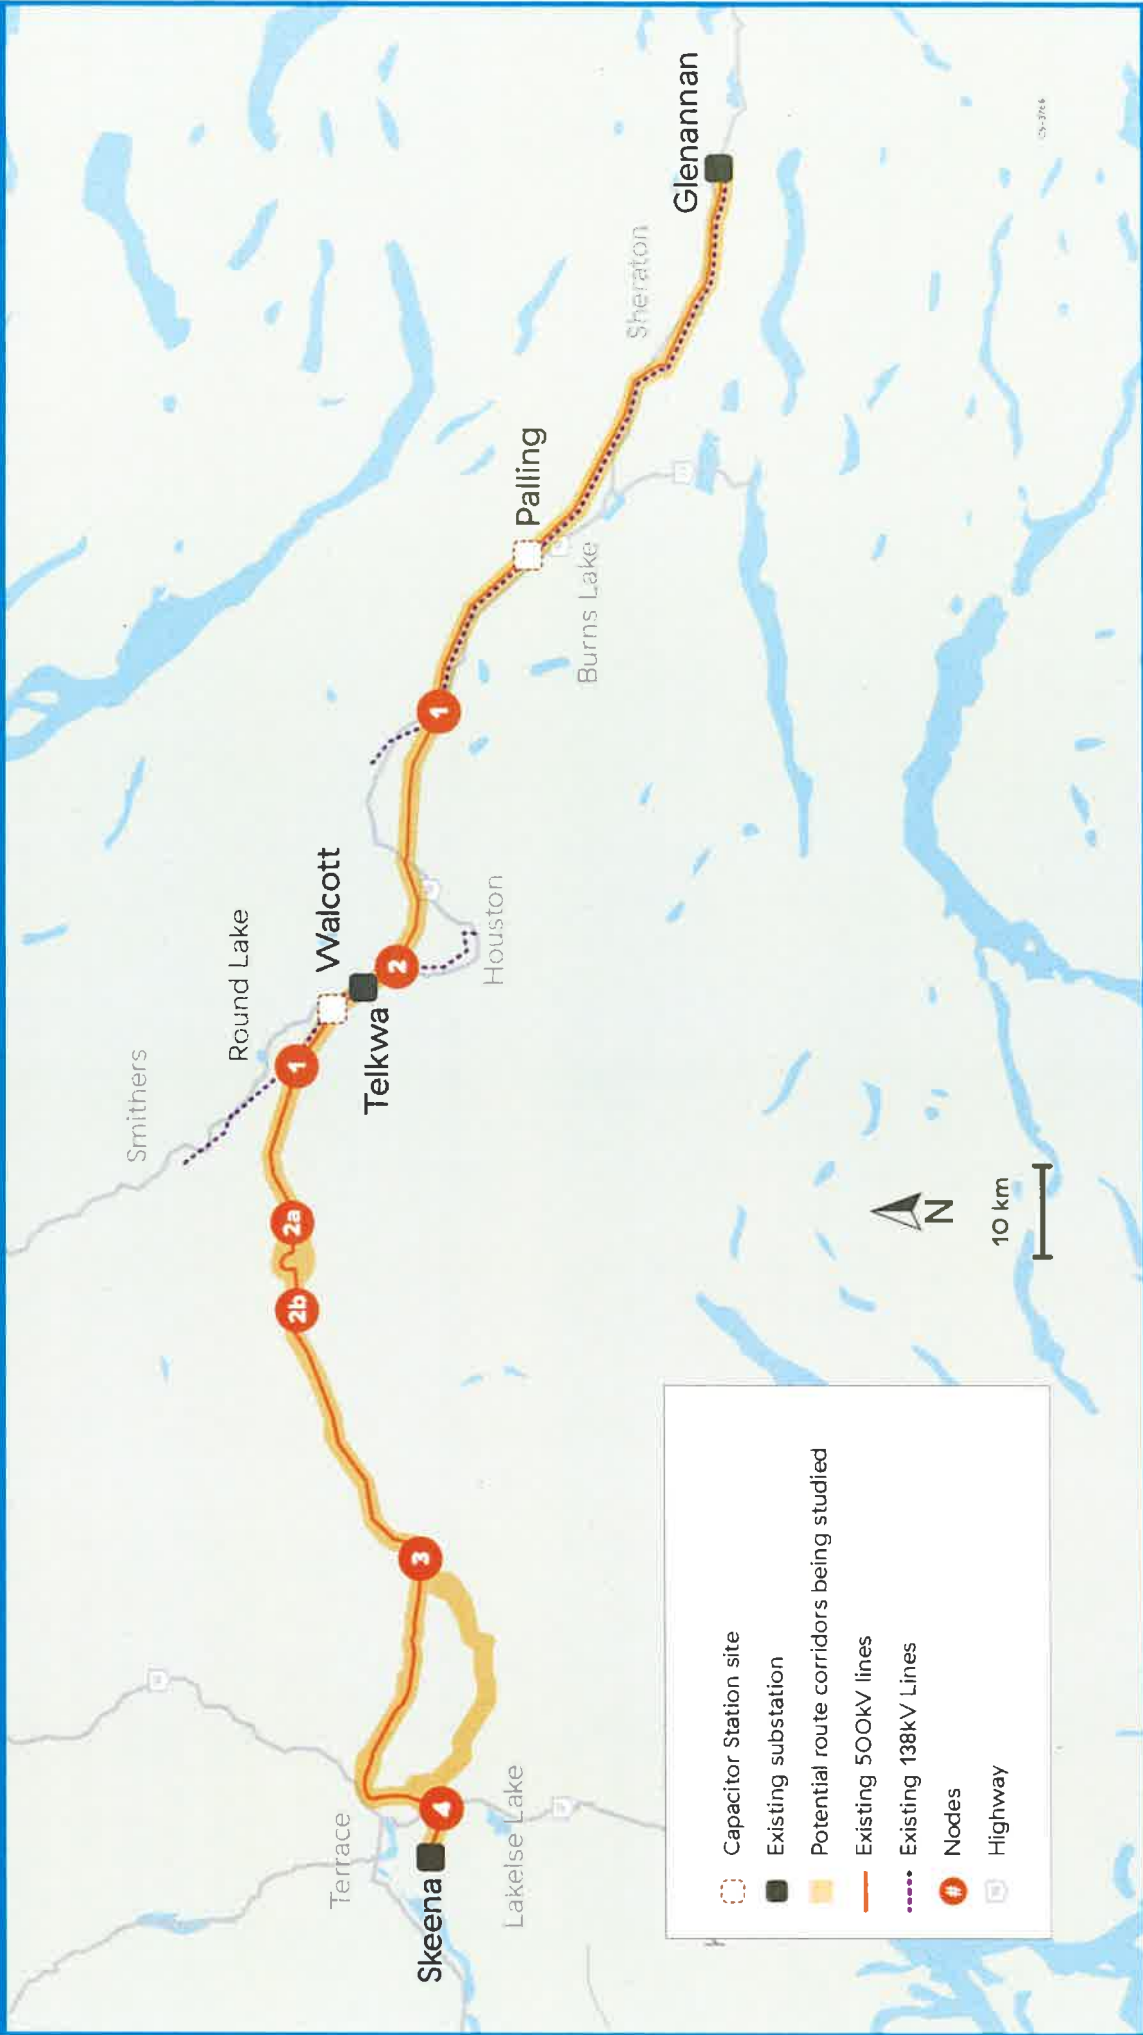 Smithers
Round Lake
Walcott
Telkwa
Houston
Palling
Burns Lake
Sheraton
Glenannan
Terrace
Skeena
Lakelse Lake
4
3
2b
2a
1
2
1
Capacitor Station site
Existing substation
Potential route corridors being studied
Existing 500kV lines
Existing 138kV Lines
#
Nodes
Highway
N
10 km